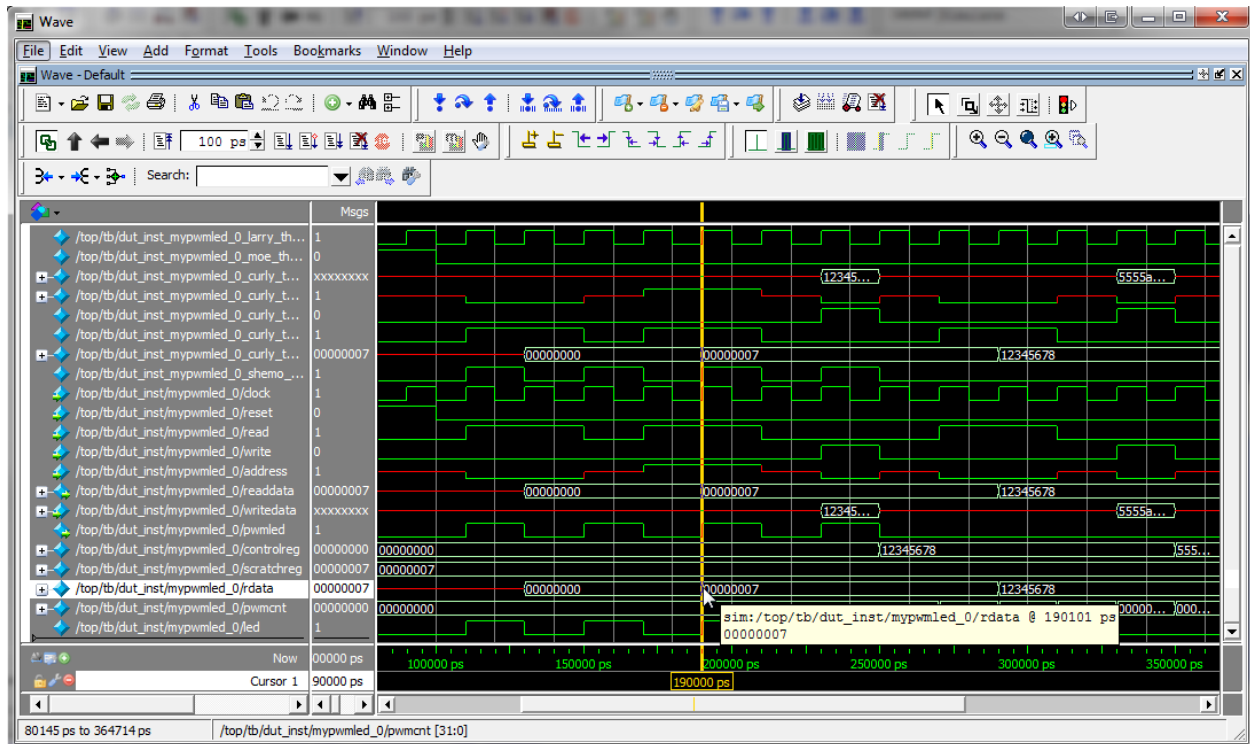 Wave
File Edit View Add Format Tools Bookmarks Window Help
Wave - Default
100 ps
Search:
Msgs
/top/tb/dut_inst_mypwmled_0_larry_th... 1
/top/tb/dut_inst_mypwmled_0_moe_th... 0
/top/tb/dut_inst_mypwmled_0_curly_t... xxxxxxxx 12345... 5555a...
/top/tb/dut_inst_mypwmled_0_curly_t... 1
/top/tb/dut_inst_mypwmled_0_curly_t... 0
/top/tb/dut_inst_mypwmled_0_curly_t... 1
/top/tb/dut_inst_mypwmled_0_curly_t... 00000007 00000000 00000007 12345678
/top/tb/dut_inst_mypwmled_0_shemo_... 1
/top/tb/dut_inst/mypwmled_0/clock 1
/top/tb/dut_inst/mypwmled_0/reset 0
/top/tb/dut_inst/mypwmled_0/read 1
/top/tb/dut_inst/mypwmled_0/write 0
/top/tb/dut_inst/mypwmled_0/address 1
/top/tb/dut_inst/mypwmled_0/readdata 00000007 00000000 00000007 12345678
/top/tb/dut_inst/mypwmled_0/writedata xxxxxxxx 12345... 5555a...
/top/tb/dut_inst/mypwmled_0/pwmled 1
/top/tb/dut_inst/mypwmled_0/controlreg 00000000 00000000 12345678 555...
/top/tb/dut_inst/mypwmled_0/scratchreg 00000007 00000007
/top/tb/dut_inst/mypwmled_0/rdata 00000007 00000000 00000007 12345678
/top/tb/dut_inst/mypwmled_0/pwmcnt 00000000 00000000 00000... 000...
/top/tb/dut_inst/mypwmled_0/led 1
sim:/top/tb/dut_inst/mypwmled_0/rdata @ 190101 ps
00000007
Now 00000 ps 100000 ps 150000 ps 200000 ps 250000 ps 300000 ps 350000 ps
Cursor 1 90000 ps 190000 ps
80145 ps to 364714 ps /top/tb/dut_inst/mypwmled_0/pwmcnt [31:0]